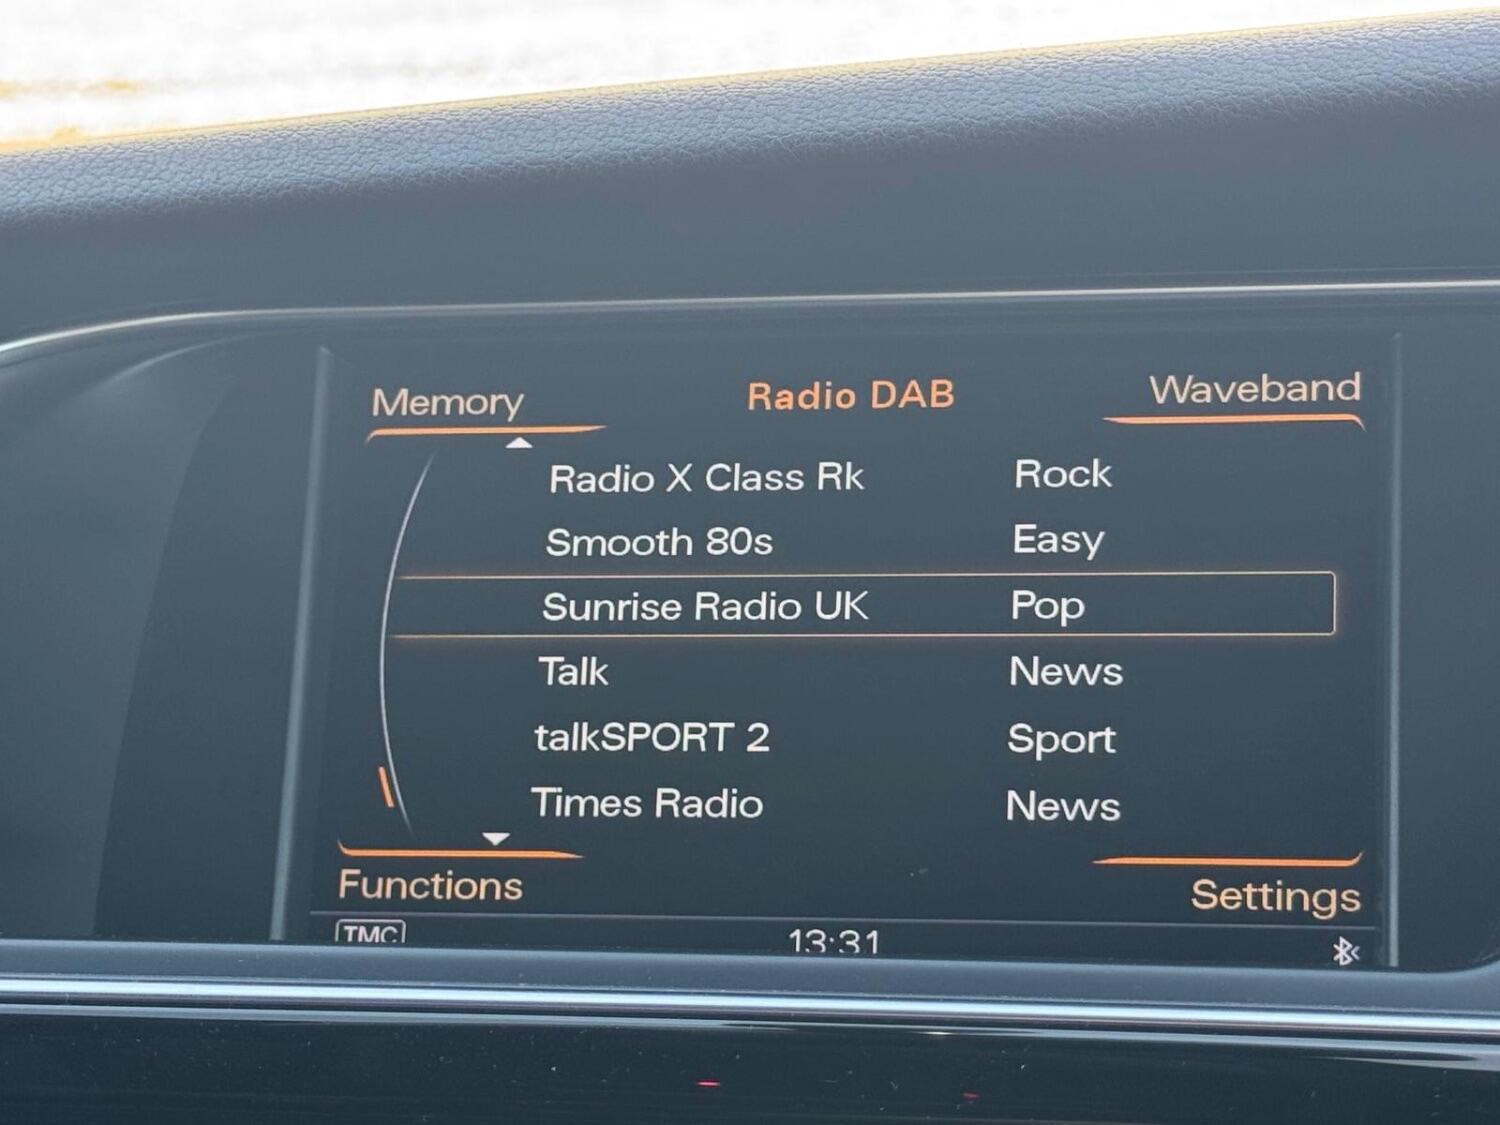 Memory Radio DAB Waveband
Radio X Class Rk Rock
Smooth 80s Easy
Sunrise Radio UK Pop
Talk News
talkSPORT 2 Sport
Times Radio News
Functions Settings
TMC 13:31